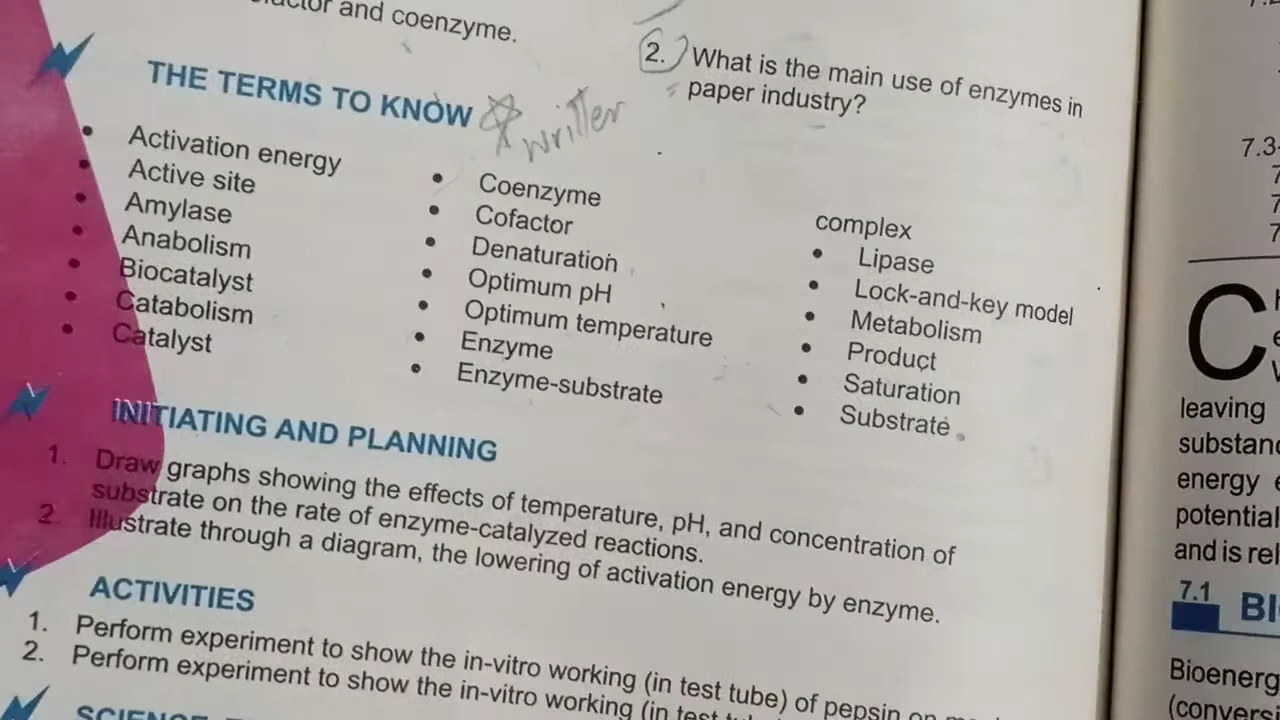 and coenzyme.
2. What is the main use of enzymes in
paper industry?
THE TERMS TO KNOW writter
• Activation energy
• Active site
• Amylase
• Anabolism
• Biocatalyst
• Catabolism
• Catalyst
• Coenzyme
• Cofactor
• Denaturation
• Optimum pH
• Optimum temperature
• Enzyme
• Enzyme-substrate
complex
• Lipase
• Lock-and-key model
• Metabolism
• Product
• Saturation
• Substrate
INITIATING AND PLANNING
1. Draw graphs showing the effects of temperature, pH, and concentration of
substrate on the rate of enzyme-catalyzed reactions.
2. Illustrate through a diagram, the lowering of activation energy by enzyme.
ACTIVITIES
1. Perform experiment to show the in-vitro working (in test tube) of pepsin on
2. Perform experiment to show the in-vitro working (in test
7.3
C
leaving
energy
potential
and is
7.1